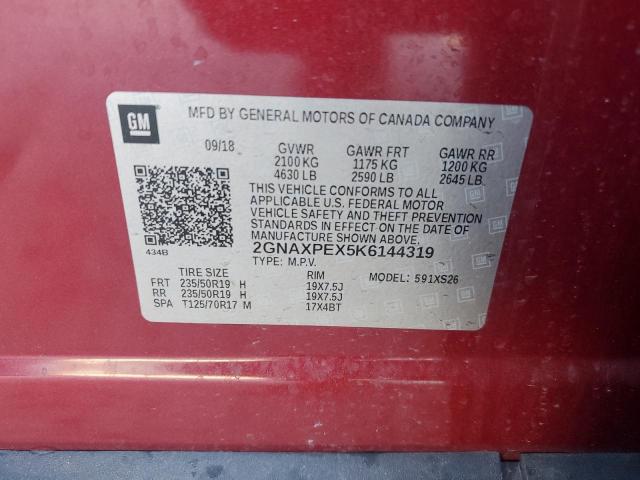 GM
MFD BY GENERAL MOTORS OF CANADA COMPANY
09/18 GVWR GAWR FRT GAWR RR
2100 KG 1175 KG 1200 KG
4630 LB 2590 LB 2645 LB
THIS VEHICLE CONFORMS TO ALL
APPLICABLE U.S. FEDERAL MOTOR
VEHICLE SAFETY AND THEFT PREVENTION
STANDARDS IN EFFECT ON THE DATE OF
MANUFACTURE SHOWN ABOVE.
434B 2GNAXPEX5K6144319
TYPE: M.P.V.
TIRE SIZE RIM MODEL: 591XS26
FRT 235/50R19 H 19X7.5J
RR 235/50R19 H 19X7.5J
SPA T125/70R17 M 17X4BT